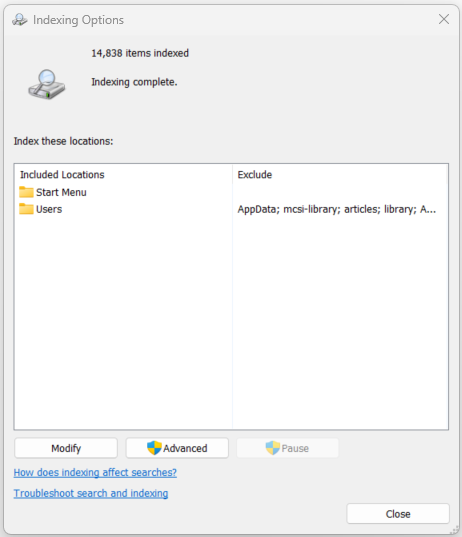 Indexing Options
14,838 items indexed
Indexing complete.
Index these locations:
Included Locations Exclude
Start Menu
Users AppData; mcsi-library; articles; library; A...
Modify Advanced Pause
How does indexing affect searches?
Troubleshoot search and indexing
Close